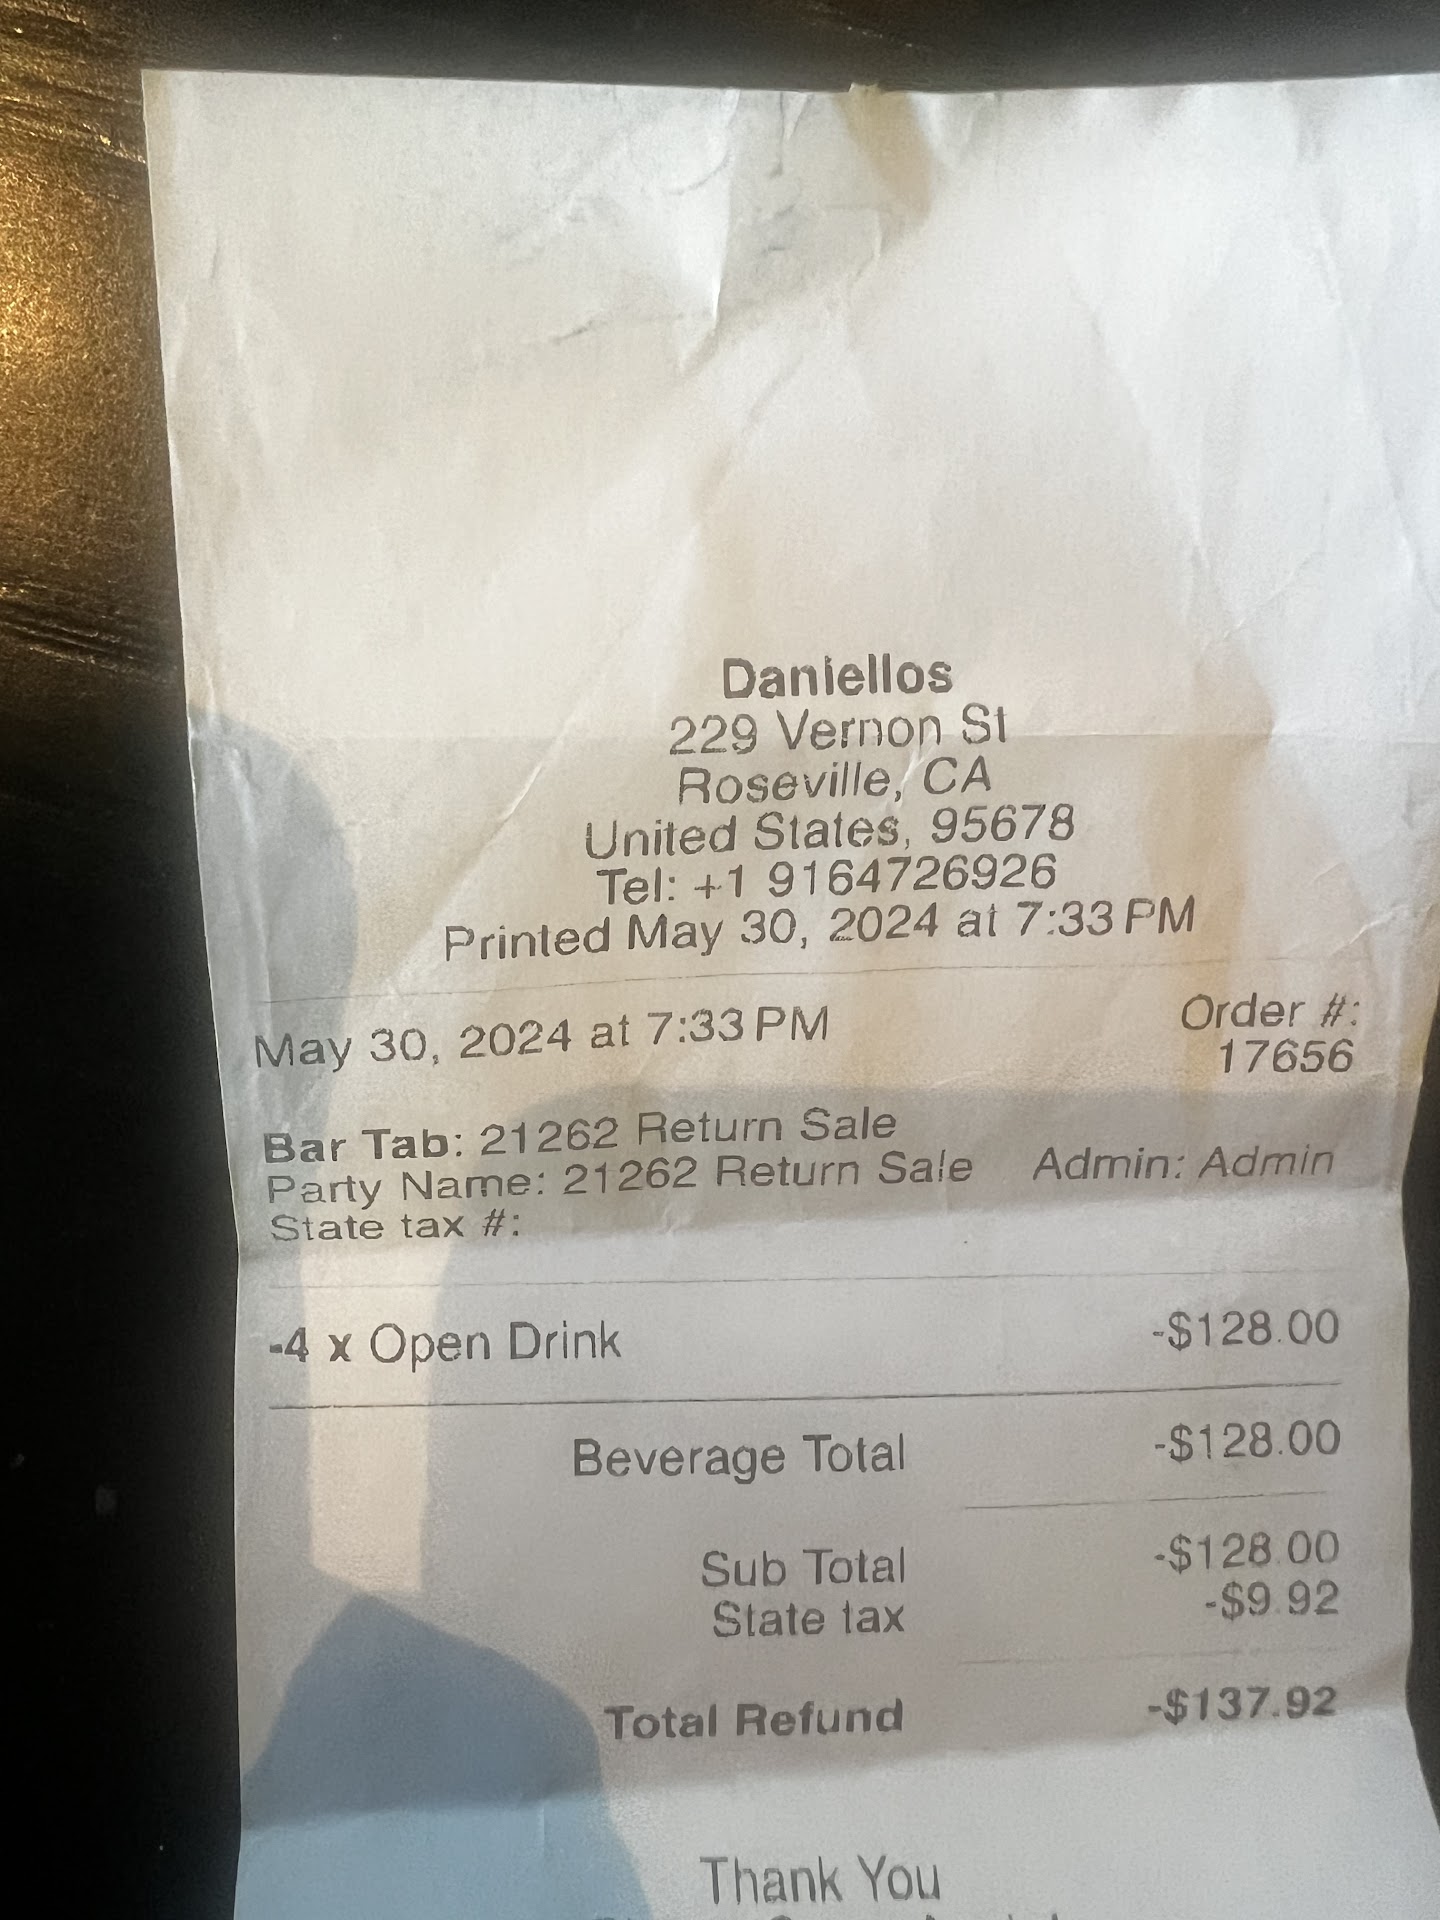 Daniellos
229 Vernon St
Roseville, CA
United States, 95678
Tel: +1 9164726926
Printed May 30, 2024 at 7:33 PM
May 30, 2024 at 7:33 PM Order #:
17656
Bar Tab: 21262 Return Sale
Party Name: 21262 Return Sale Admin: Admin
State tax #:
-4 x Open Drink -$128.00
Beverage Total -$128.00
Sub Total -$128.00
State tax -$9.92
Total Refund -$137.92
Thank You